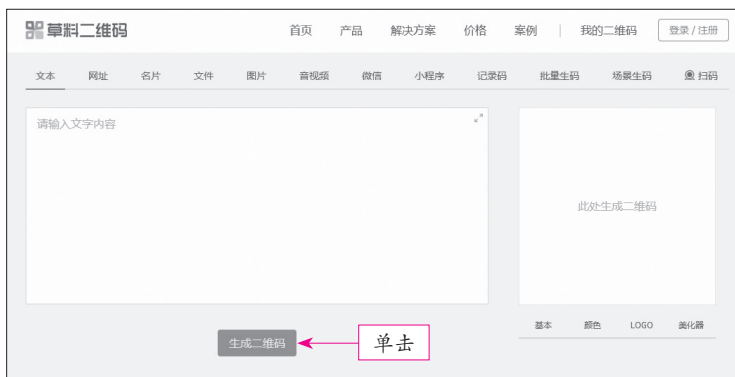 草料二维码 首页 产品 解决方案 价格 案例 | 我的二维码 登录 / 注册
文本 网址 名片 文件 图片 音视频 微信 小程序 记录码 批量生码 场景生码 扫码
请输入文字内容
此处生成二维码
基本 颜色 LOGO 美化器
生成二维码 单击